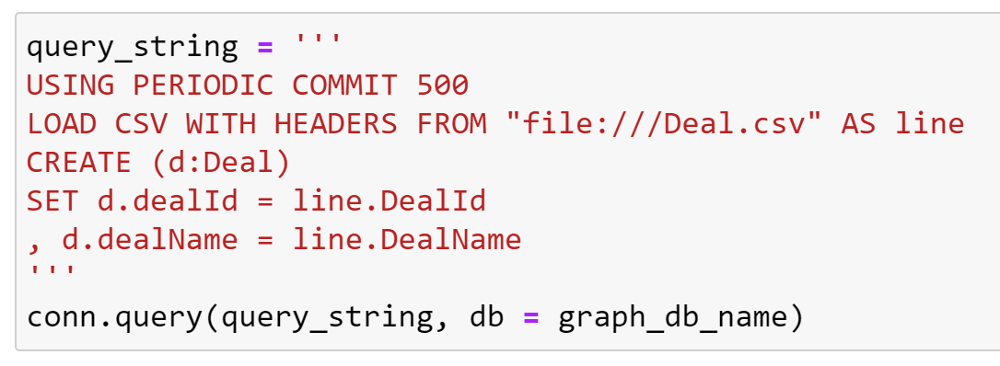 query_string = '''
USING PERIODIC COMMIT 500
LOAD CSV WITH HEADERS FROM "file:///Deal.csv" AS line
CREATE (d:Deal)
SET d.dealId = line.DealId
, d.dealName = line.DealName
'''
conn.query(query_string, db = graph_db_name)